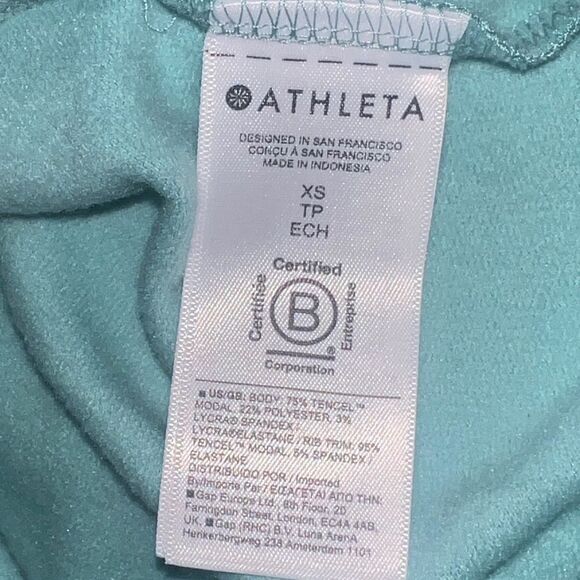 ATHLETA
DESIGNED IN SAN FRANCISCO
CONÇU À SAN FRANCISCO
MADE IN INDONESIA
XS
TP
ECH
Certified
Certifiée
B
Entreprise
®
Corporation
US/GB: BODY: 75% TENCEL™
MODAL, 22% POLYESTER, 3%
LYCRA® SPANDEX /
LYCRA®ELASTANE / RIB TRIM: 95%
TENCEL™ MODAL, 5% SPANDEX /
ELASTANE
DISTRIBUIDO POR / Imported
By/Importe Par/ ΕΙΣΑΓΕΤΑΙ ΑΠΟ ΤΗΝ:
Gap Europe Ltd., 6th Floor, 20
Farringdon Street, London, EC4A 4AB,
UK. Gap (RHC) B.V. Luna ArenA
Henkerbergweg 238 Amsterdam 1101